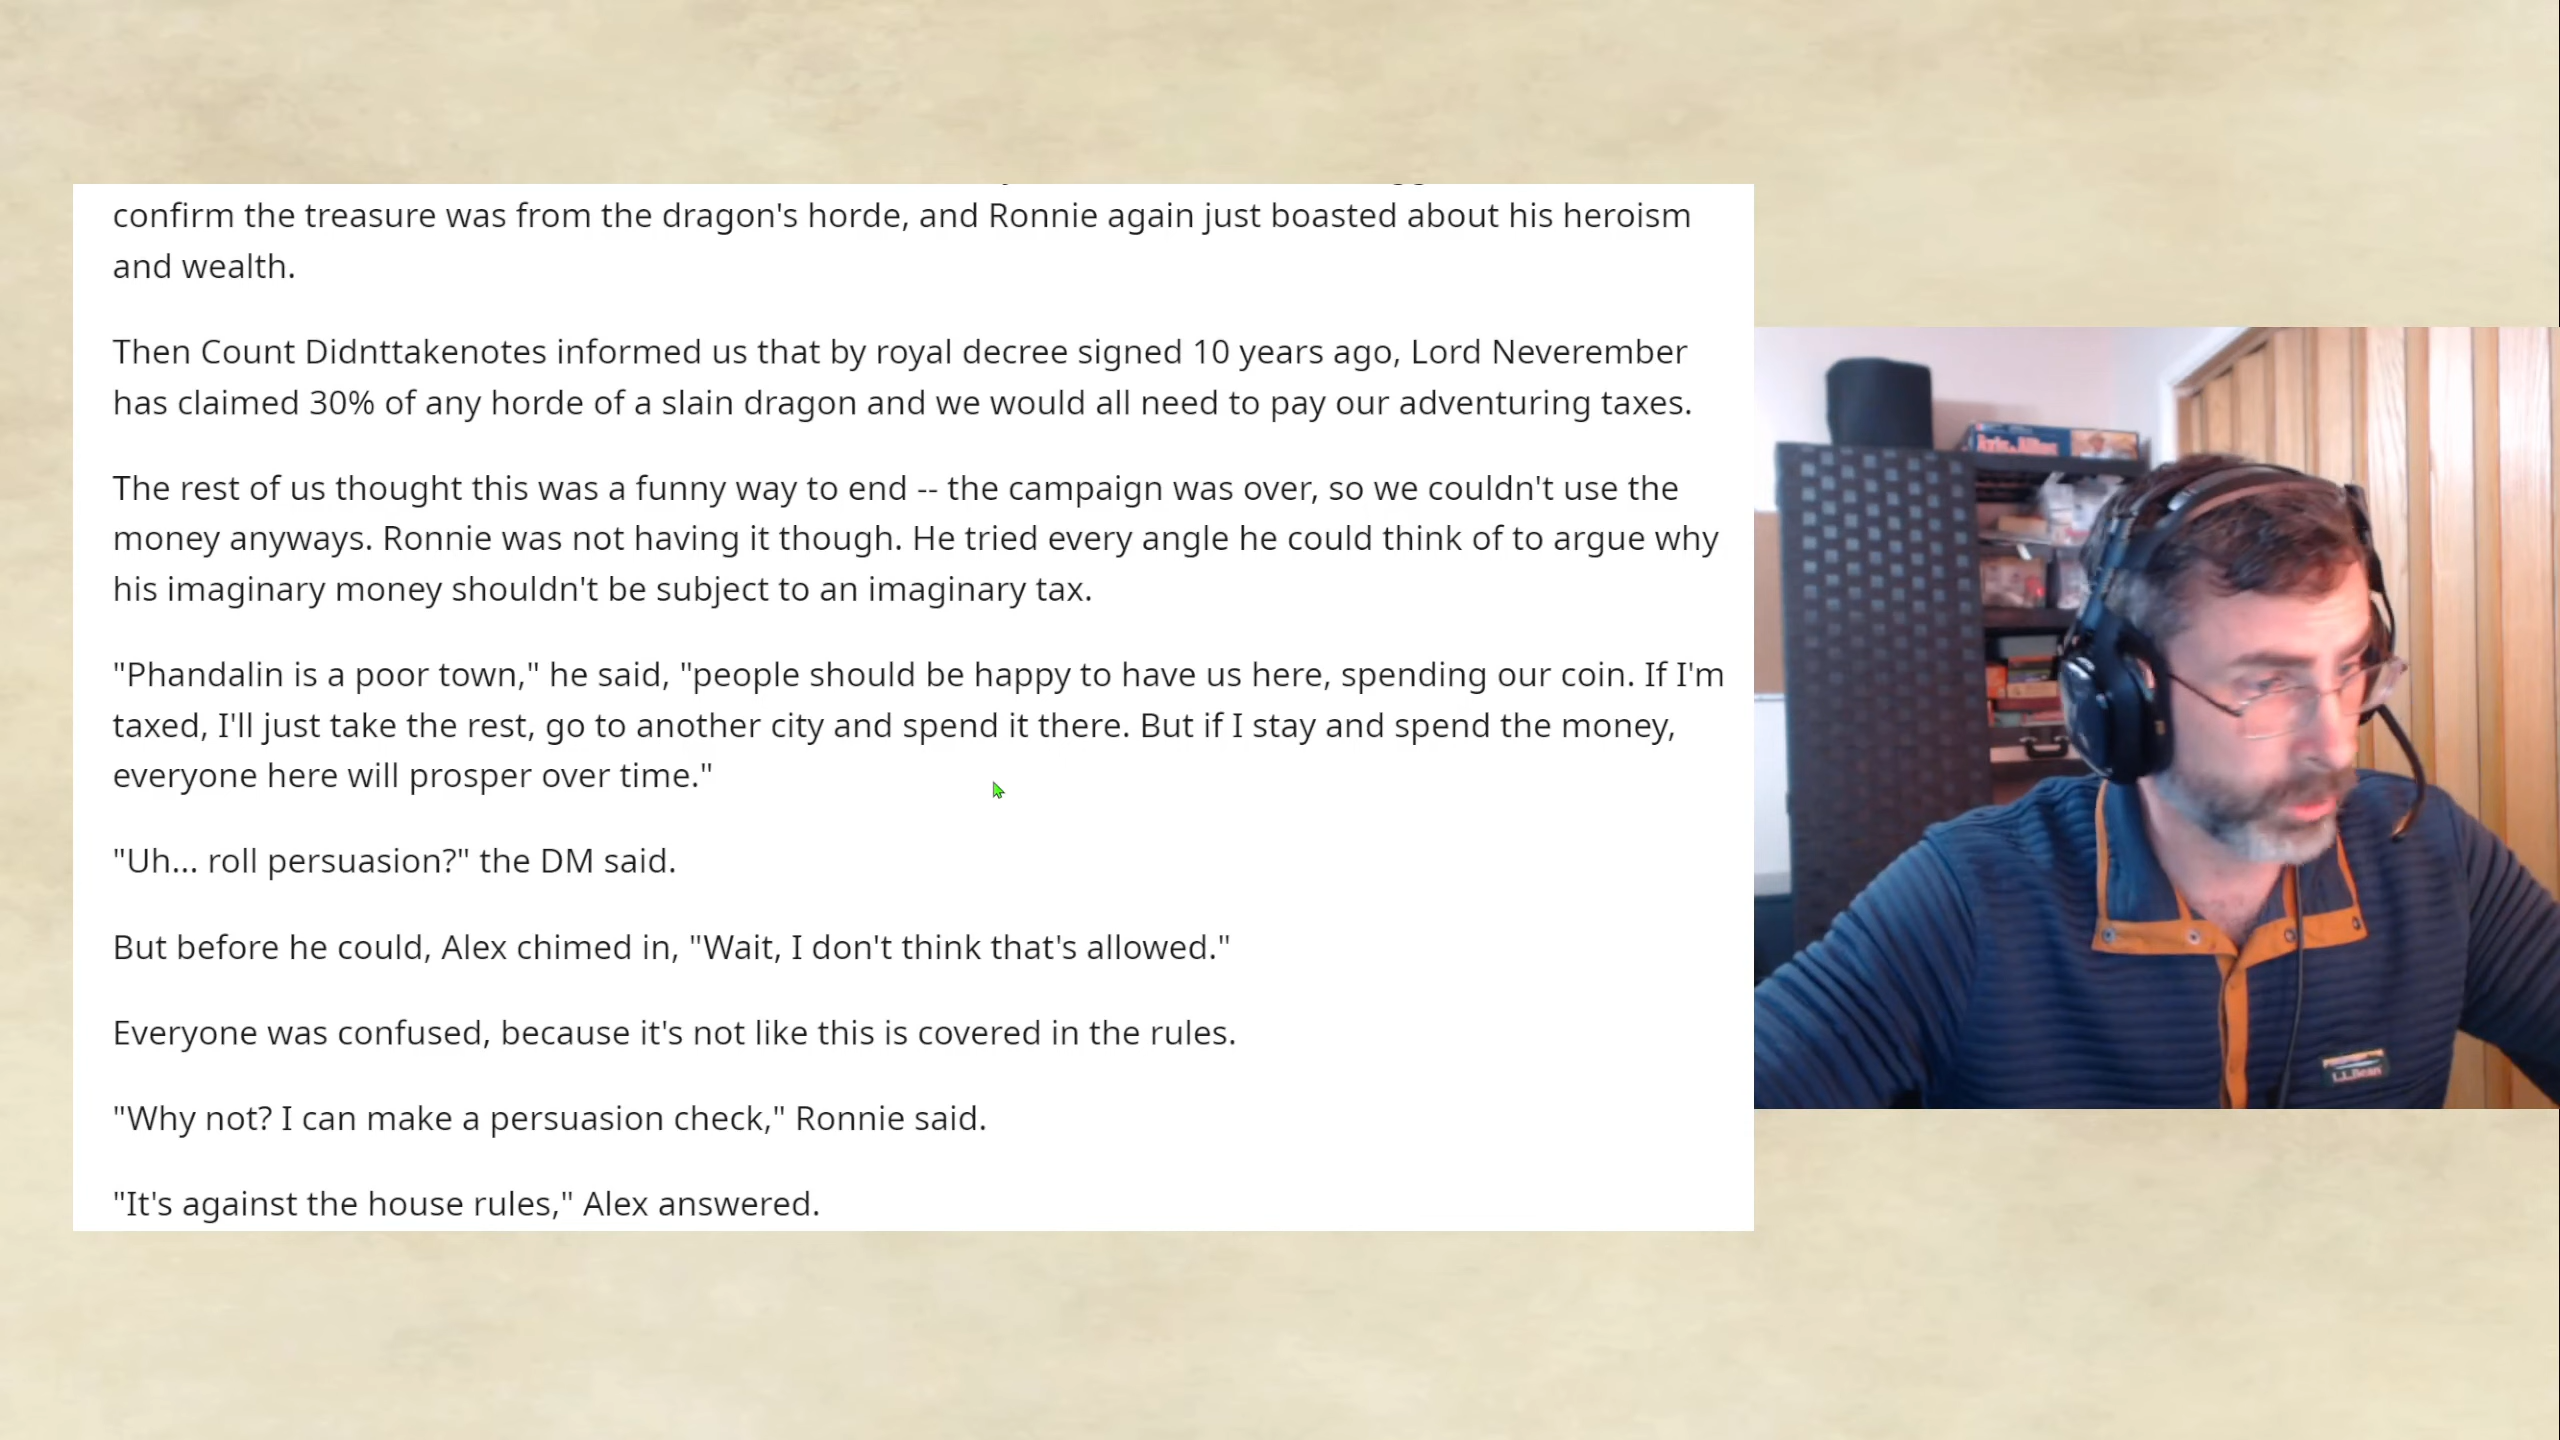 confirm the treasure was from the dragon's horde, and Ronnie again just boasted about his heroism
and wealth.
Then Count Didnttakenotes informed us that by royal decree signed 10 years ago, Lord Neverember
has claimed 30% of any horde of a slain dragon and we would all need to pay our adventuring taxes.
The rest of us thought this was a funny way to end -- the campaign was over, so we couldn't use the
money anyways. Ronnie was not having it though. He tried every angle he could think of to argue why
his imaginary money shouldn't be subject to an imaginary tax.
"Phandalin is a poor town," he said, "people should be happy to have us here, spending our coin. If I'm
taxed, I'll just take the rest, go to another city and spend it there. But if I stay and spend the money,
everyone here will prosper over time."
"Uh... roll persuasion?" the DM said.
But before he could, Alex chimed in, "Wait, I don't think that's allowed."
Everyone was confused, because it's not like this is covered in the rules.
"Why not? I can make a persuasion check," Ronnie said.
"It's against the house rules," Alex answered.
Axis & Allies
L.L.Bean